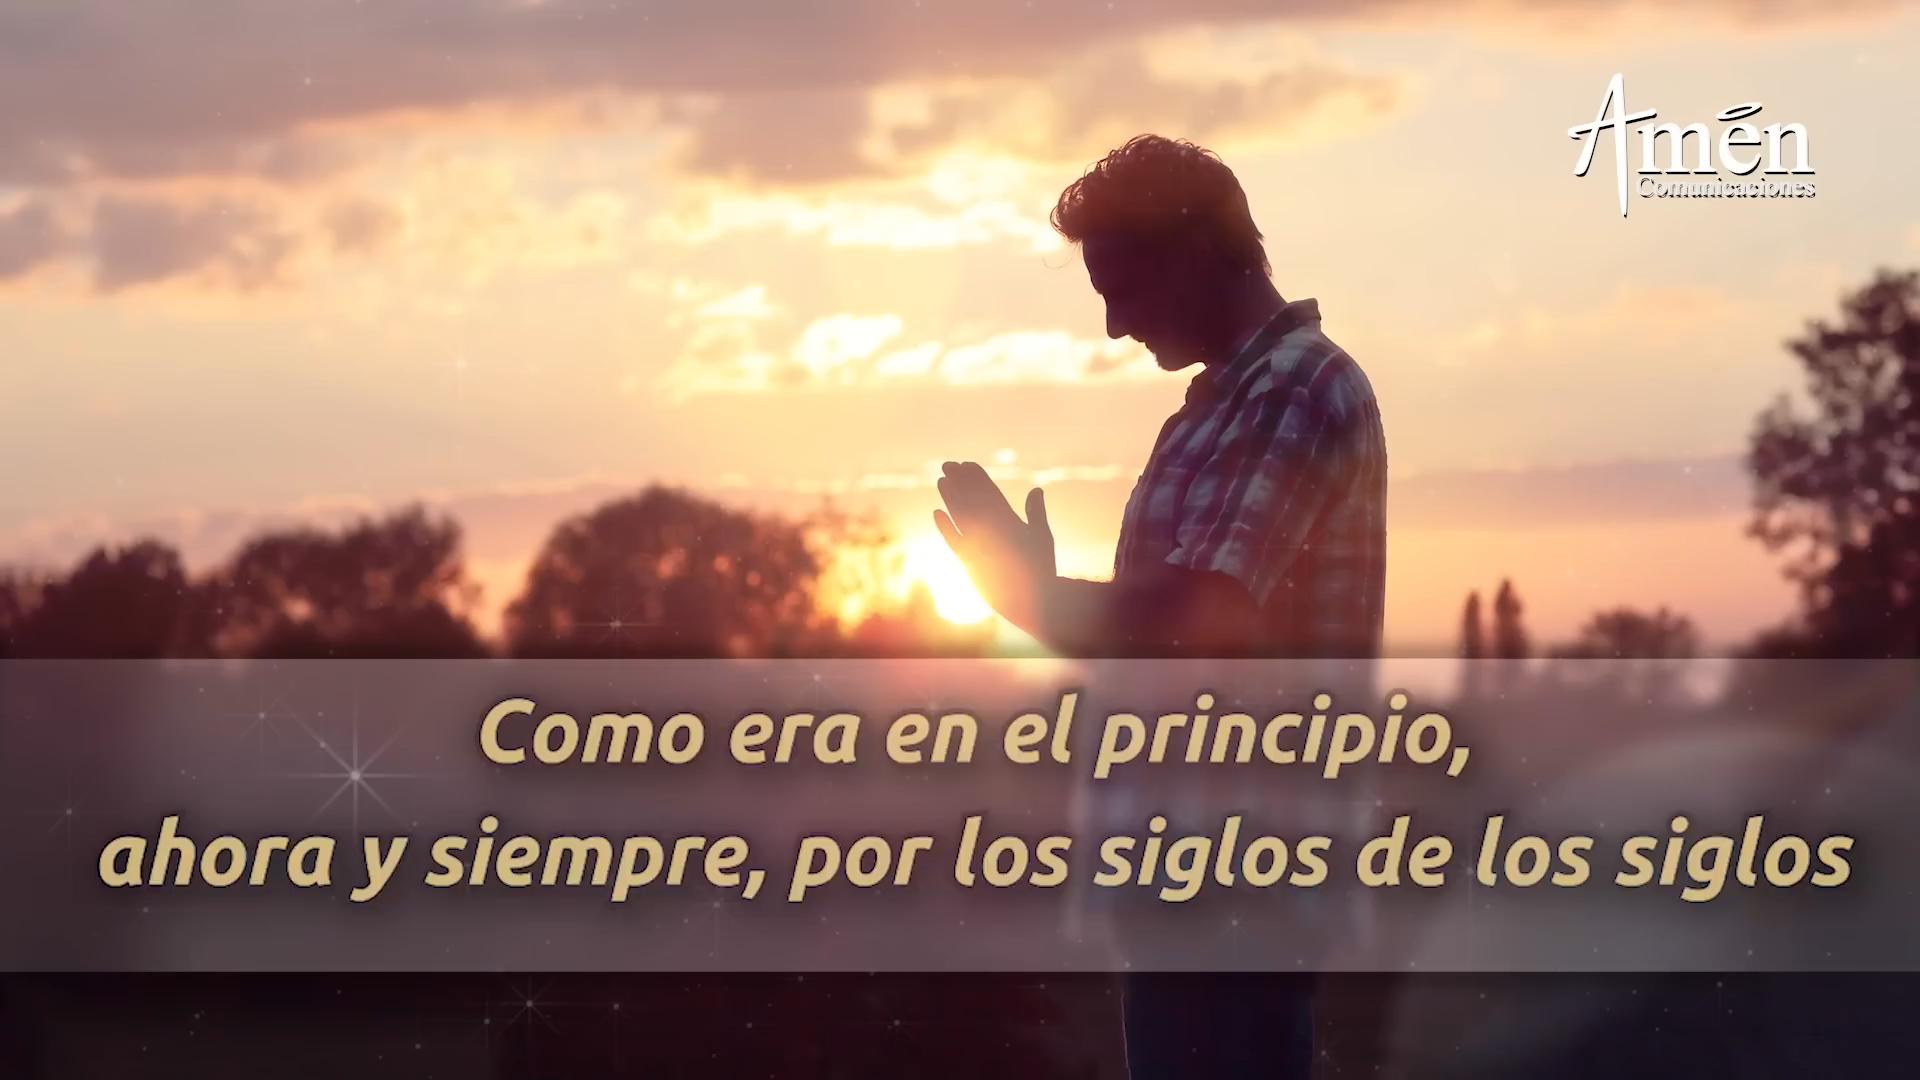 Amén
Comunicaciones
Como era en el principio,
ahora y siempre, por los siglos de los siglos